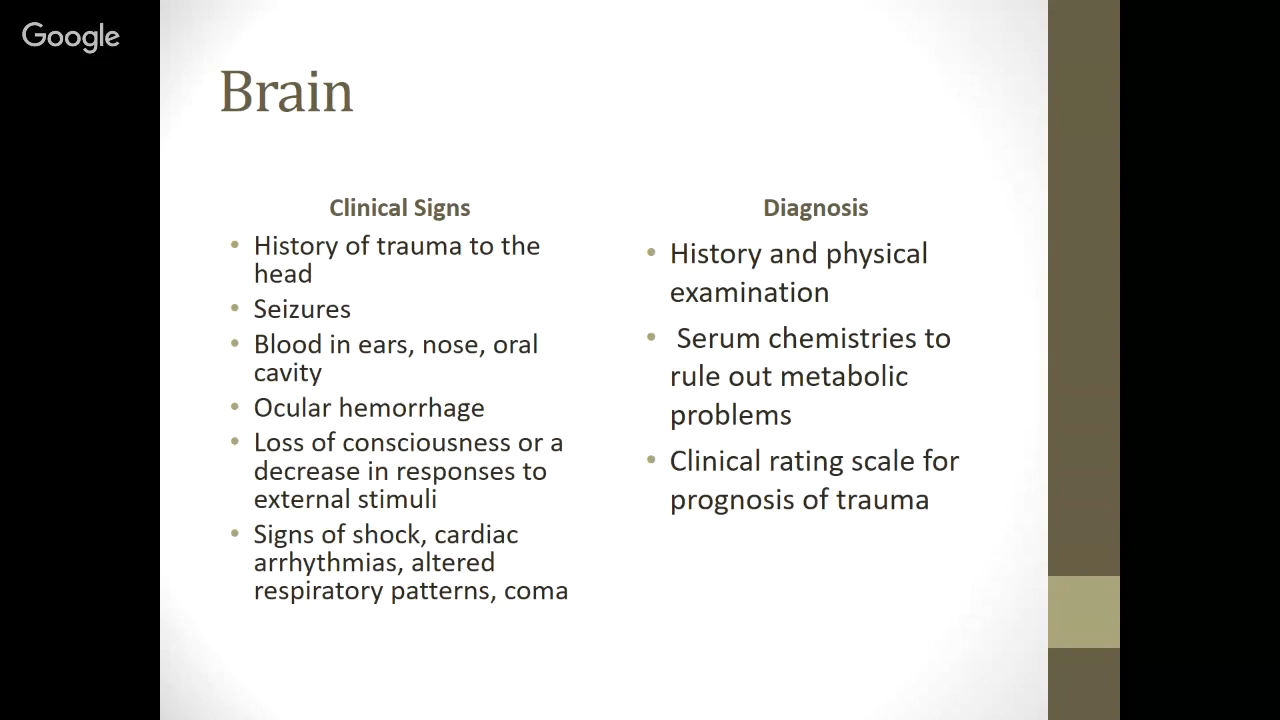 Google
Brain
Clinical Signs
• History of trauma to the
head
• Seizures
• Blood in ears, nose, oral
cavity
• Ocular hemorrhage
• Loss of consciousness or a
decrease in responses to
external stimuli
• Signs of shock, cardiac
arrhythmias, altered
respiratory patterns, coma
Diagnosis
• History and physical
examination
• Serum chemistries to
rule out metabolic
problems
• Clinical rating scale for
prognosis of trauma